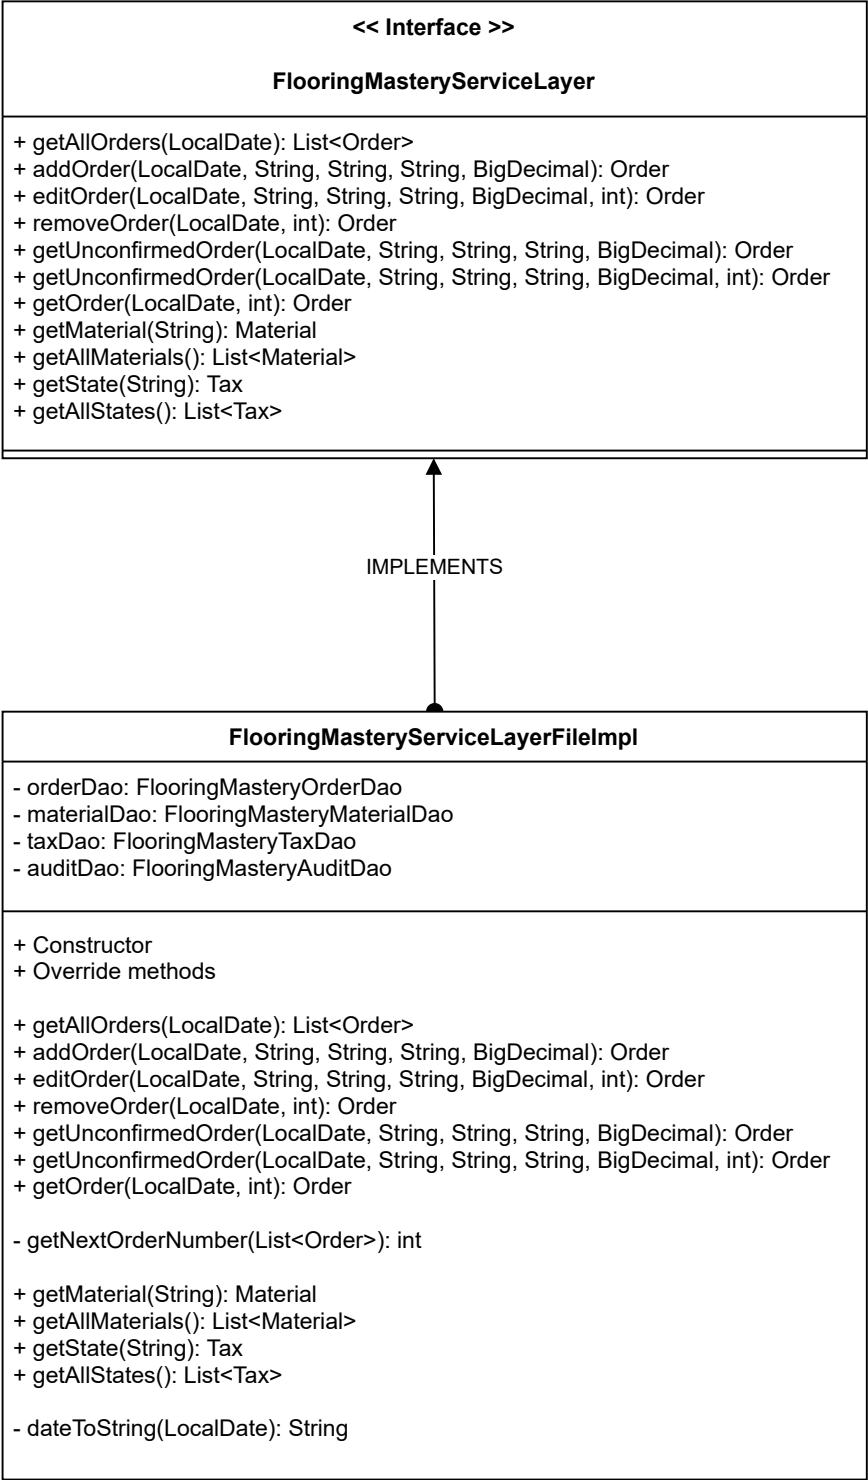 << Interface >>
FlooringMasteryServiceLayer
+ getAllOrders(LocalDate): List<Order>
+ addOrder(LocalDate, String, String, String, BigDecimal): Order
+ editOrder(LocalDate, String, String, String, BigDecimal, int): Order
+ removeOrder(LocalDate, int): Order
+ getUnconfirmedOrder(LocalDate, String, String, String, BigDecimal): Order
+ getUnconfirmedOrder(LocalDate, String, String, String, BigDecimal, int): Order
+ getOrder(LocalDate, int): Order
+ getMaterial(String): Material
+ getAllMaterials(): List<Material>
+ getState(String): Tax
+ getAllStates(): List<Tax>
IMPLEMENTS
FlooringMasteryServiceLayerFileImpl
- orderDao: FlooringMasteryOrderDao
- materialDao: FlooringMasteryMaterialDao
- taxDao: FlooringMasteryTaxDao
- auditDao: FlooringMasteryAuditDao
+ Constructor
+ Override methods
+ getAllOrders(LocalDate): List<Order>
+ addOrder(LocalDate, String, String, String, BigDecimal): Order
+ editOrder(LocalDate, String, String, String, BigDecimal, int): Order
+ removeOrder(LocalDate, int): Order
+ getUnconfirmedOrder(LocalDate, String, String, String, BigDecimal): Order
+ getUnconfirmedOrder(LocalDate, String, String, String, BigDecimal, int): Order
+ getOrder(LocalDate, int): Order
- getNextOrderNumber(List<Order>): int
+ getMaterial(String): Material
+ getAllMaterials(): List<Material>
+ getState(String): Tax
+ getAllStates(): List<Tax>
- dateToString(LocalDate): String